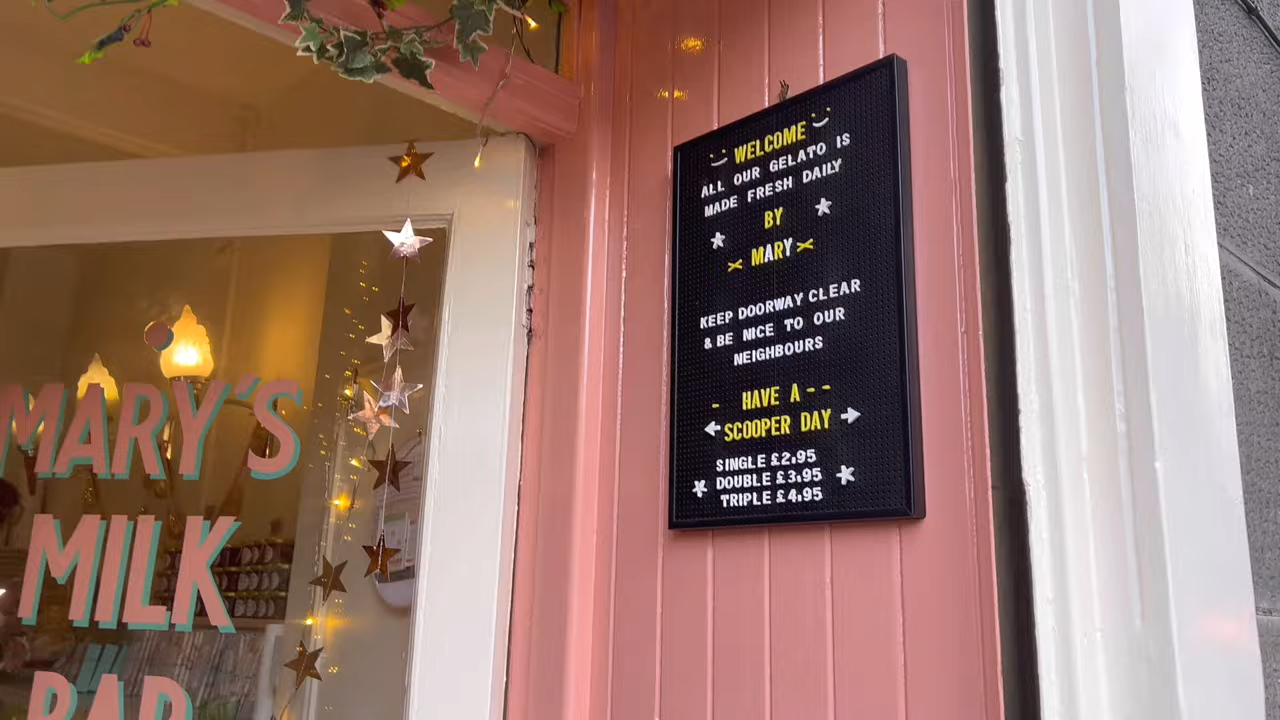 MARY'S
MILK
BAR
WELCOME
ALL OUR GELATO IS
MADE FRESH DAILY
BY
MARY
KEEP DOORWAY CLEAR
& BE NICE TO OUR
NEIGHBOURS
- HAVE A --
SCOOPER DAY
SINGLE £2.95
DOUBLE £3.95
TRIPLE £4.95